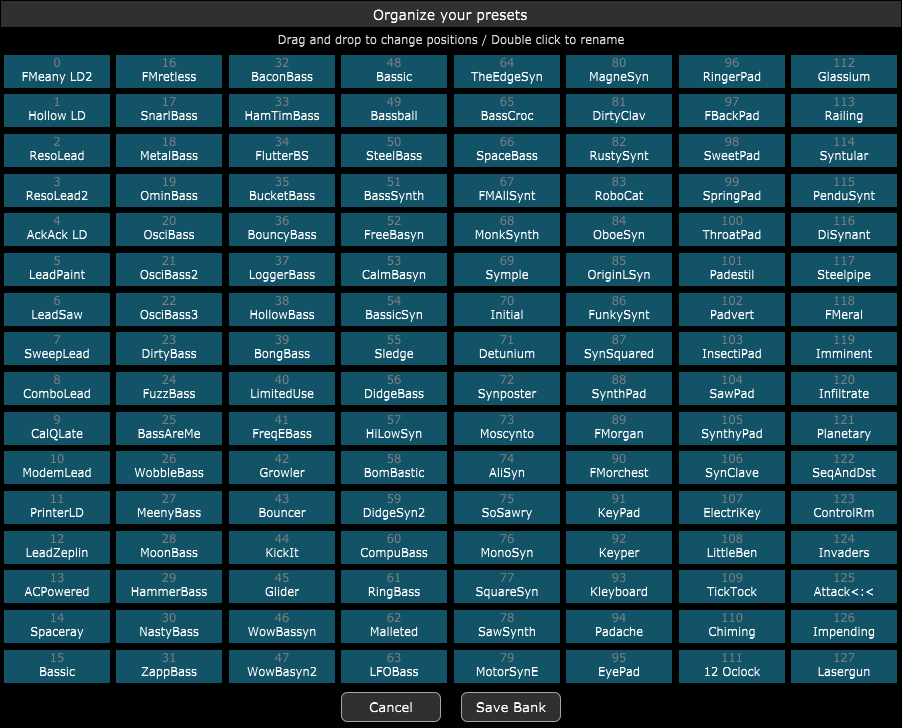 Organize your presets
Drag and drop to change positions / Double click to rename
0 16 32 48 64 80 96 112
FMeany LD2 FMretless BaconBass Bassic TheEdgeSyn MagneSyn RingerPad Glassium
1 17 33 49 65 81 97 113
Hollow LD SnarlBass HamTimBass Bassball BassCroc DirtyClav FBackPad Railing
2 18 34 50 66 82 98 114
ResoLead MetalBass FlutterBS SteelBass SpaceBass RustySynt SweetPad Syntular
3 19 35 51 67 83 99 115
ResoLead2 OminBass BucketBass BassSynth FMAllSynt RoboCat SpringPad PenduSynt
4 20 36 52 68 84 100 116
AckAck LD OsciBass BouncyBass FreeBasyn MonkSynth OboeSyn ThroatPad DiSynant
5 21 37 53 69 85 101 117
LeadPaint OsciBass2 LoggerBass CalmBasyn Symple OriginLSyn Padestil Steelpipe
6 22 38 54 70 86 102 118
LeadSaw OsciBass3 HollowBass BassicSyn Initial FunkySynt Padvert FMeral
7 23 39 55 71 87 103 119
SweepLead DirtyBass BongBass Sledge Detunium SynSquared InsectiPad Imminent
8 24 40 56 72 88 104 120
ComboLead FuzzBass LimitedUse DidgeBass Synposter SynthPad SawPad Infiltrate
9 25 41 57 73 89 105 121
CalQLate BassAreMe FreqEBass HiLowSyn Moscynto FMorgan SynthyPad Planetary
10 26 42 58 74 90 106 122
ModemLead WobbleBass Growler BomBastic AliSyn FMorchest SynClave SeqAndDst
11 27 43 59 75 91 107 123
PrinterLD MeenyBass Bouncer DidgeSyn2 SoSawry KeyPad ElectriKey ControlRm
12 28 44 60 76 92 108 124
LeadZeplin MoonBass KickIt CompuBass MonoSyn Keyper LittleBen Invaders
13 29 45 61 77 93 109 125
ACPowered HammerBass Glider RingBass SquareSyn Kleyboard TickTock Attack<:<
14 30 46 62 78 94 110 126
Spaceray NastyBass WowBassyn Malleted SawSynth Padache Chiming Impending
15 31 47 63 79 95 111 127
Bassic ZappBass WowBasyn2 LFOBass MotorSynE EyePad 12 Oclock Lasergun
Cancel Save Bank